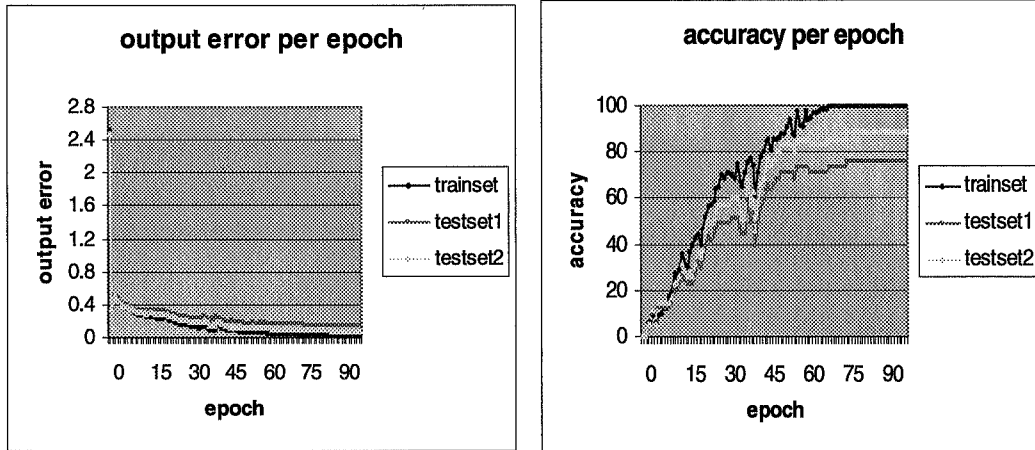 output error per epoch
2.8
2.4
2
1.6
1.2
0.8
0.4
0
output error
0 15 30 45 60 75 90
epoch
trainset
testset1
testset2
accuracy per epoch
100
80
60
40
20
0
accuracy
0 15 30 45 60 75 90
epoch
trainset
testset1
testset2